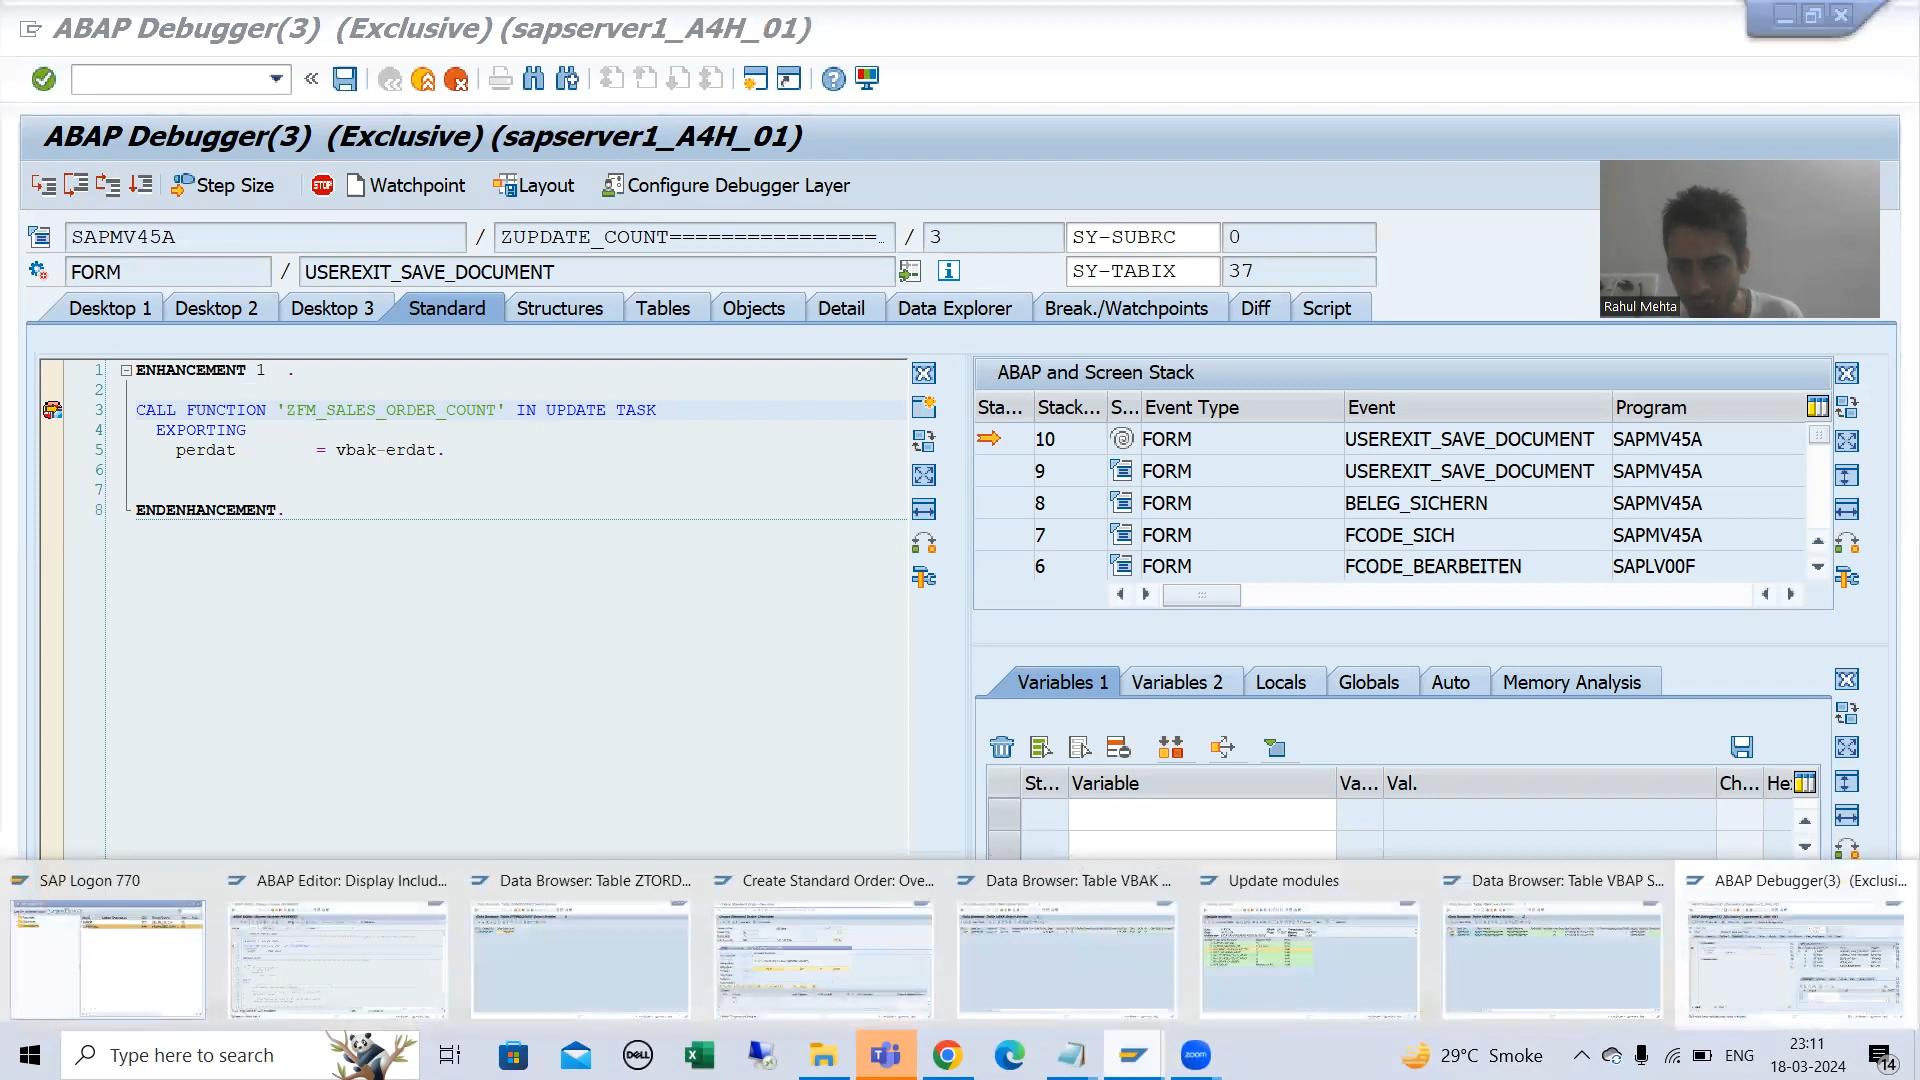 ABAP Debugger(3) (Exclusive) (sapserver1_A4H_01)
ABAP Debugger(3) (Exclusive) (sapserver1_A4H_01)
Step Size
STOP
Watchpoint
Layout
Configure Debugger Layer
SAPMV45A / ZUPDATE_COUNT================… / 3 SY-SUBRC 0
FORM / USEREXIT_SAVE_DOCUMENT SY-TABIX 37
Rahul Mehta
Desktop 1 Desktop 2 Desktop 3 Standard Structures Tables Objects Detail Data Explorer Break./Watchpoints Diff Script
1 ENHANCEMENT 1 .
2
3 CALL FUNCTION 'ZFM_SALES_ORDER_COUNT' IN UPDATE TASK
4 EXPORTING
5 perdat = vbak-erdat.
6
7
8 ENDENHANCEMENT.
ABAP and Screen Stack
Sta... Stack... S... Event Type Event Program
10 FORM USEREXIT_SAVE_DOCUMENT SAPMV45A
9 FORM USEREXIT_SAVE_DOCUMENT SAPMV45A
8 FORM BELEG_SICHERN SAPMV45A
7 FORM FCODE_SICH SAPMV45A
6 FORM FCODE_BEARBEITEN SAPLV00F
Variables 1 Variables 2 Locals Globals Auto Memory Analysis
St... Variable Va... Val. Ch... He
SAP Logon 770
ABAP Editor: Display Includ...
Data Browser: Table ZTORD...
Create Standard Order: Ove...
Data Browser: Table VBAK ...
Update modules
Data Browser: Table VBAP S...
ABAP Debugger(3) (Exclusi...
Type here to search
DELL
zoom
29°C Smoke
ENG
23:11
18-03-2024
14